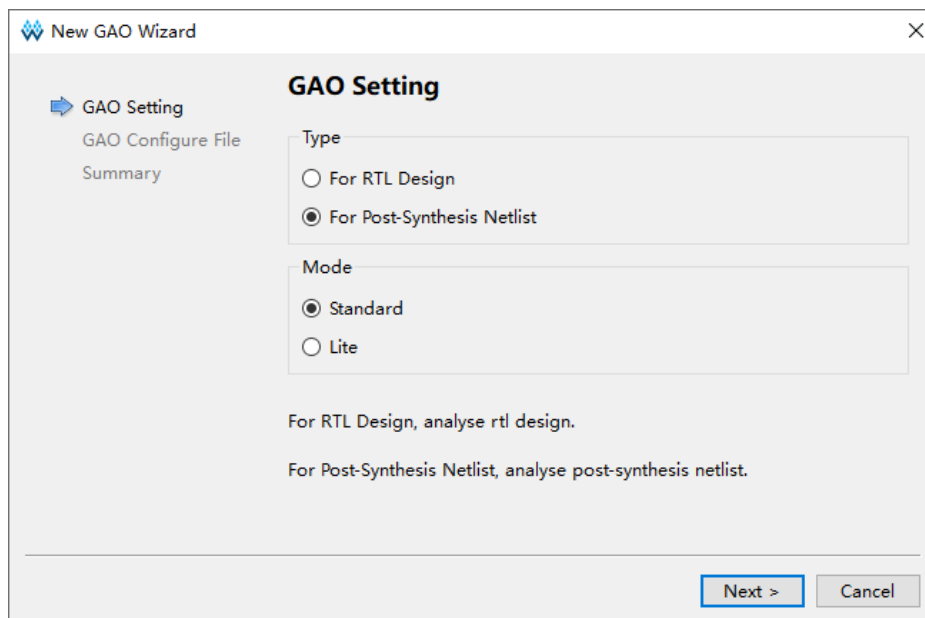 New GAO Wizard
GAO Setting
GAO Configure File
Summary
GAO Setting
Type
For RTL Design
For Post-Synthesis Netlist
Mode
Standard
Lite
For RTL Design, analyse rtl design.
For Post-Synthesis Netlist, analyse post-synthesis netlist.
Next >
Cancel